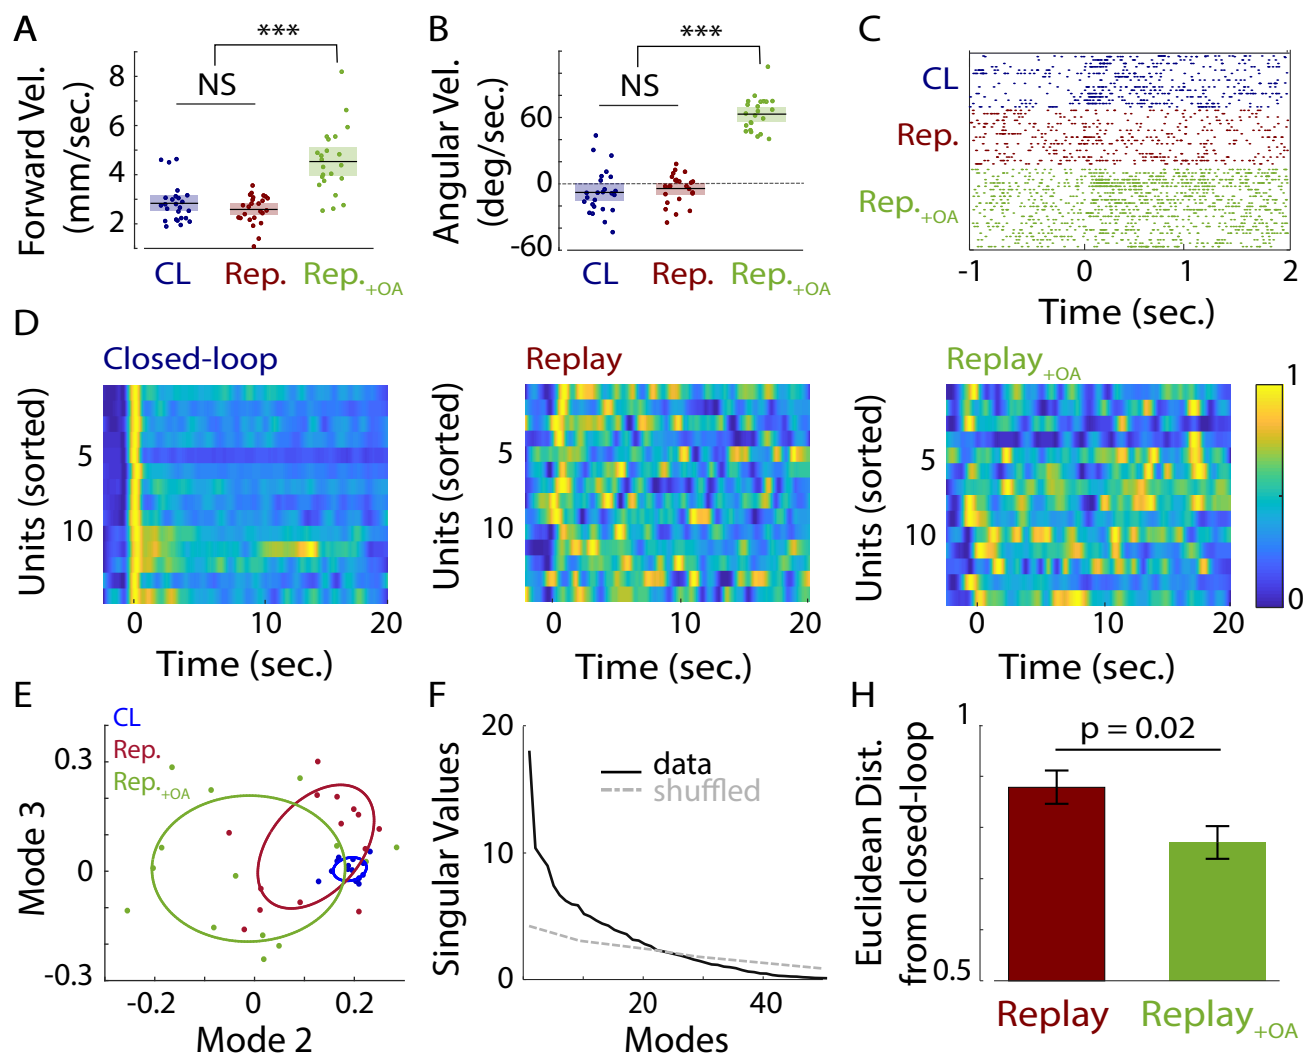 A
Forward Vel.
(mm/sec.)
8
6
4
2
NS
***
CL
Rep.
Rep.+OA
B
Angular Vel.
(deg/sec.)
60
0
-60
NS
***
CL
Rep.
Rep.+OA
C
CL
Rep.
Rep.+OA
-1 0 1 2
Time (sec.)
D
Closed-loop
Units (sorted)
5
10
0 10 20
Time (sec.)
Replay
Units (sorted)
5
10
0 10 20
Time (sec.)
Replay+OA
Units (sorted)
5
10
0 10 20
Time (sec.)
1
0
E
CL
Rep.
Rep.+OA
Mode 3
0.3
0
-0.3
-0.2 0 0.2
Mode 2
F
Singular Values
20
10
0
data
shuffled
20 40
Modes
H
Euclidean Dist.
from closed-loop
1
0.5
p = 0.02
Replay
Replay+OA